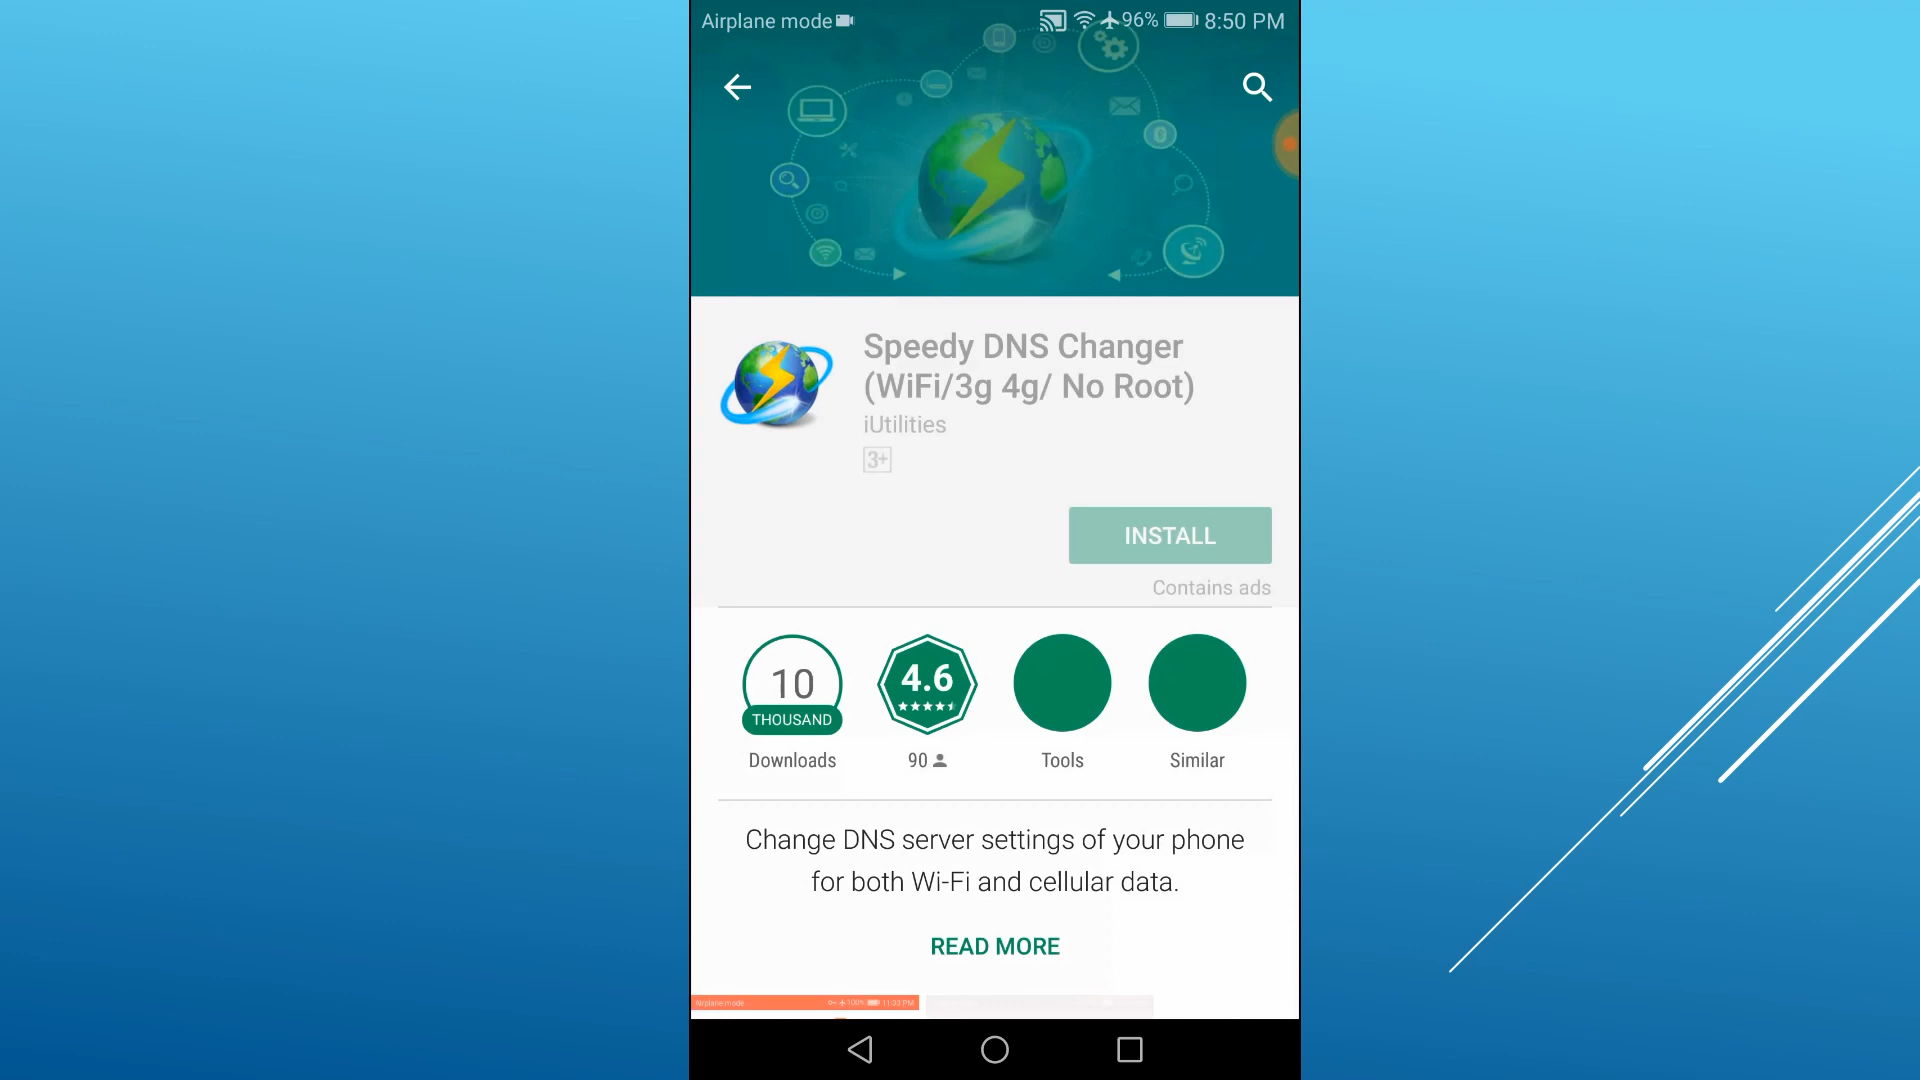 Airplane mode 96% 8:50 PM
Speedy DNS Changer
(WiFi/3g 4g/ No Root)
iUtilities
3+
INSTALL
Contains ads
10
THOUSAND
4.6
Downloads
90
Tools
Similar
Change DNS server settings of your phone
for both Wi-Fi and cellular data.
READ MORE
Airplane mode 100% 11:33 PM